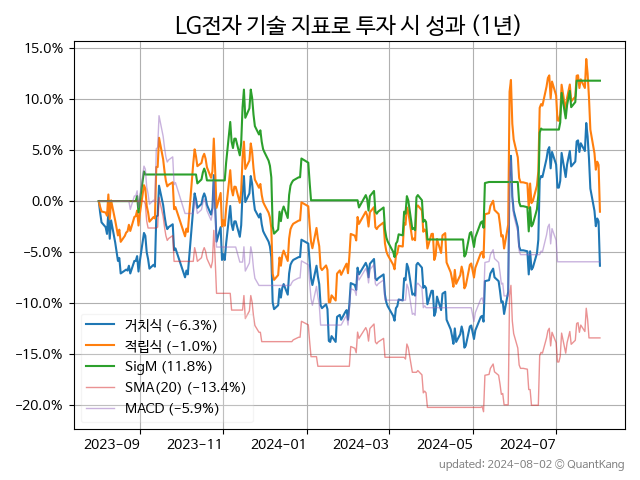 LG전자 기술 지표로 투자 시 성과 (1년)
15.0%
10.0%
5.0%
0.0%
−5.0%
−10.0%
−15.0%
−20.0%
거치식 (−6.3%)
적립식 (−1.0%)
SigM (11.8%)
SMA(20) (−13.4%)
MACD (−5.9%)
2023-09 2023-11 2024-01 2024-03 2024-05 2024-07
updated: 2024-08-02 © QuantKang